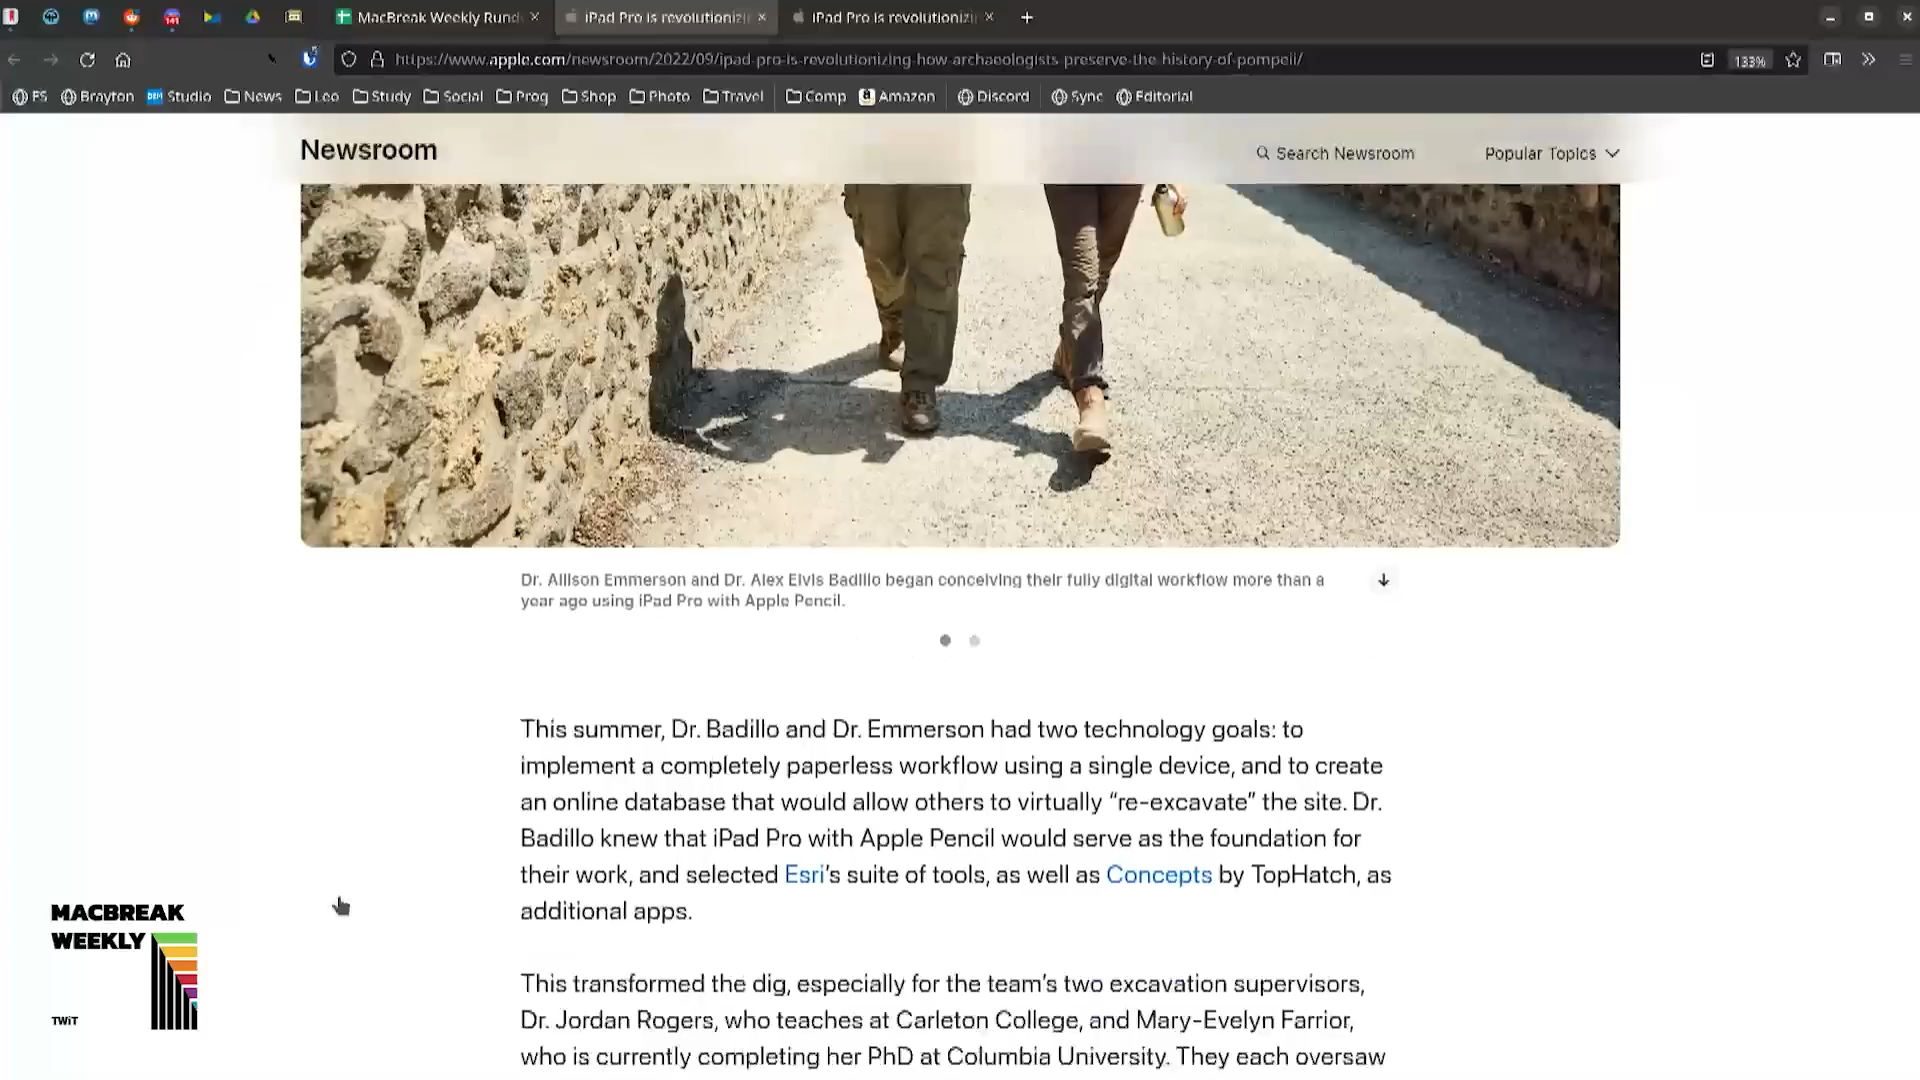 141
MacBreak Weekly Rund
iPad Pro is revolutionizi
iPad Pro is revolutionizi
https://www.apple.com/newsroom/2022/09/ipad-pro-is-revolutionizing-how-archaeologists-preserve-the-history-of-pompeii/
133%
FS
Brayton
Studio
News
Leo
Study
Social
Prog
Shop
Photo
Travel
Comp
Amazon
Discord
Sync
Editorial
Newsroom
Search Newsroom
Popular Topics
Dr. Allison Emmerson and Dr. Alex Elvis Badillo began conceiving their fully digital workflow more than a
year ago using iPad Pro with Apple Pencil.
This summer, Dr. Badillo and Dr. Emmerson had two technology goals: to
implement a completely paperless workflow using a single device, and to create
an online database that would allow others to virtually “re-excavate” the site. Dr.
Badillo knew that iPad Pro with Apple Pencil would serve as the foundation for
their work, and selected Esri’s suite of tools, as well as Concepts by TopHatch, as
additional apps.
This transformed the dig, especially for the team’s two excavation supervisors,
Dr. Jordan Rogers, who teaches at Carleton College, and Mary-Evelyn Farrior,
who is currently completing her PhD at Columbia University. They each oversaw
MACBREAK
WEEKLY
TWiT